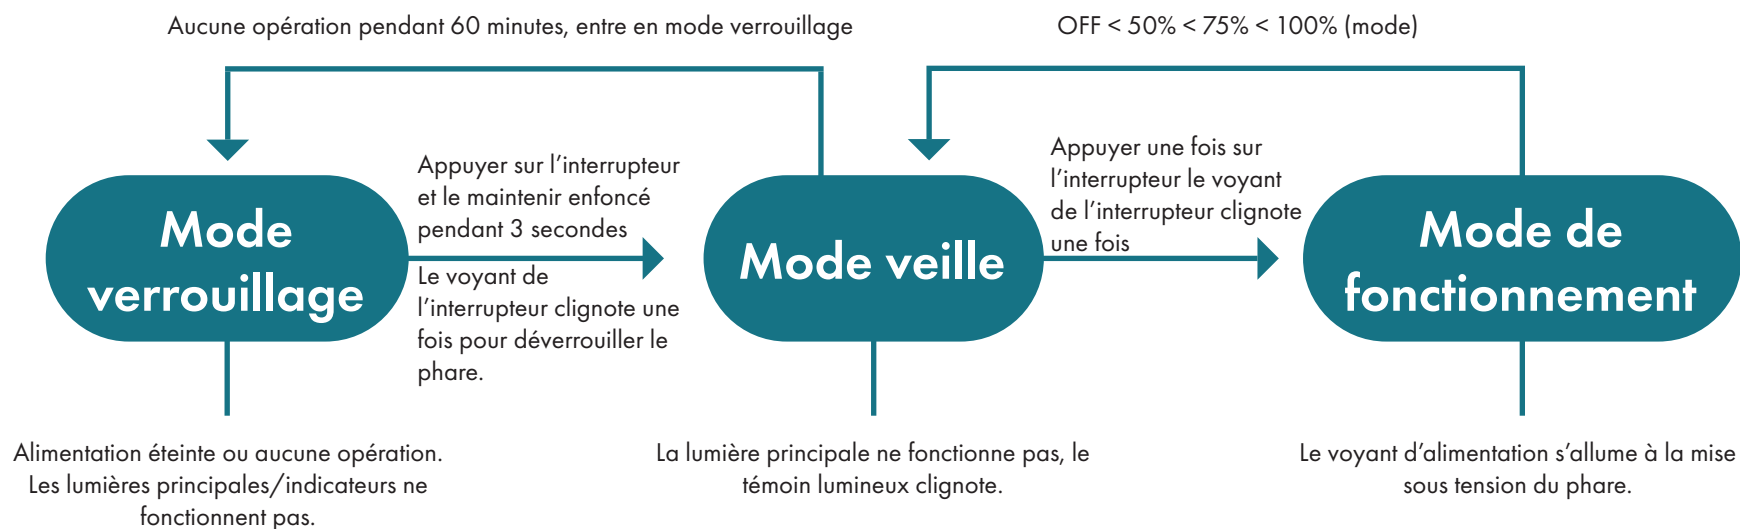 Aucune opération pendant 60 minutes, entre en mode verrouillage
OFF < 50% < 75% < 100% (mode)
Mode
verrouillage
Appuyer sur l’interrupteur
et le maintenir enfoncé
pendant 3 secondes
Le voyant de
l’interrupteur clignote une
fois pour déverrouiller le
phare.
Mode veille
Appuyer une fois sur
l’interrupteur le voyant
de l’interrupteur clignote
une fois
Mode de
fonctionnement
Alimentation éteinte ou aucune opération.
Les lumières principales/indicateurs ne
fonctionnent pas.
La lumière principale ne fonctionne pas, le
témoin lumineux clignote.
Le voyant d’alimentation s’allume à la mise
sous tension du phare.